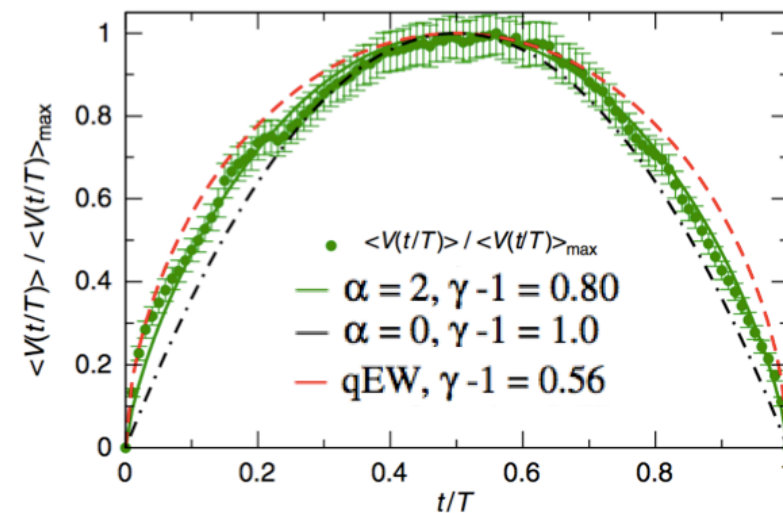 <V(t/T)> / <V(t/T)>max
1
0.8
0.6
0.4
0.2
0
<V(t/T)> / <V(t/T)>max
α = 2, γ -1 = 0.80
α = 0, γ -1 = 1.0
qEW, γ -1 = 0.56
0
0.2
0.4
0.6
0.8
t/T